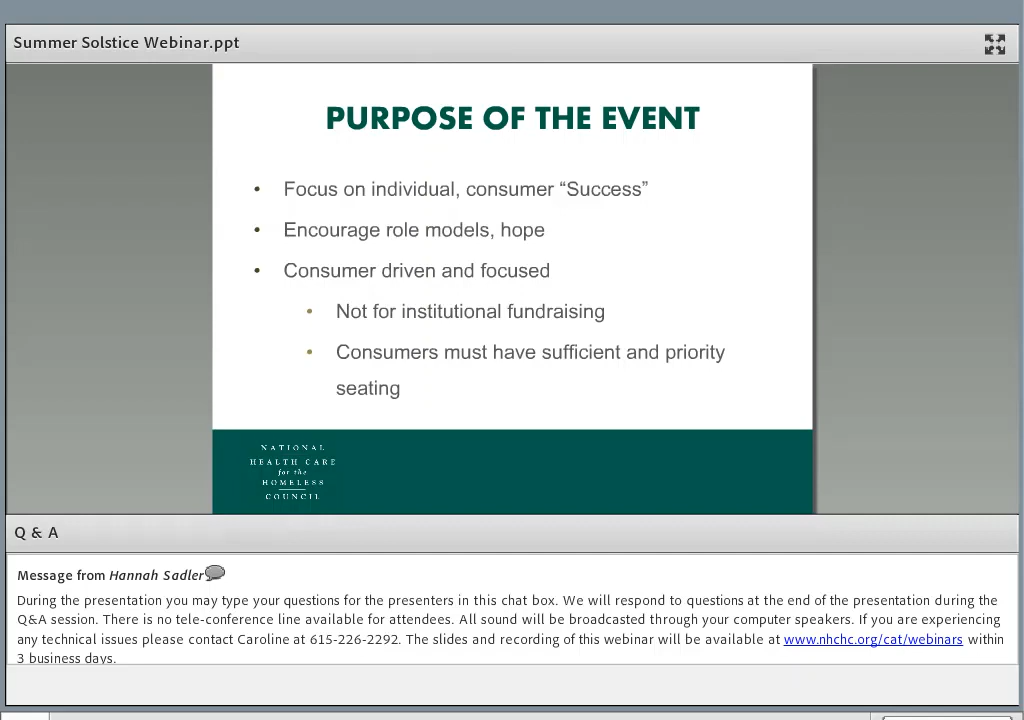 Summer Solstice Webinar.ppt
PURPOSE OF THE EVENT
• Focus on individual, consumer “Success”
• Encourage role models, hope
• Consumer driven and focused
• Not for institutional fundraising
• Consumers must have sufficient and priority
seating
NATIONAL
HEALTH CARE
for the
HOMELESS
COUNCIL
Q & A
Message from Hannah Sadler
During the presentation you may type your questions for the presenters in this chat box. We will respond to questions at the end of the presentation during the
Q&A session. There is no tele-conference line available for attendees. All sound will be broadcasted through your computer speakers. If you are experiencing
any technical issues please contact Caroline at 615-226-2292. The slides and recording of this webinar will be available at www.nhchc.org/cat/webinars within
3 business days.